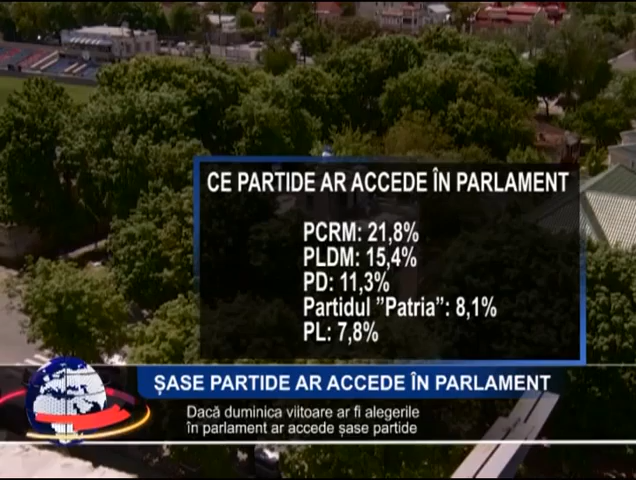 CE PARTIDE AR ACCEDE ÎN PARLAMENT
PCRM: 21,8%
PLDM: 15,4%
PD: 11,3%
Partidul ”Patria”: 8,1%
PL: 7,8%
ȘASE PARTIDE AR ACCEDE ÎN PARLAMENT
Dacă duminica viitoare ar fi alegerile
în parlament ar accede șase partide